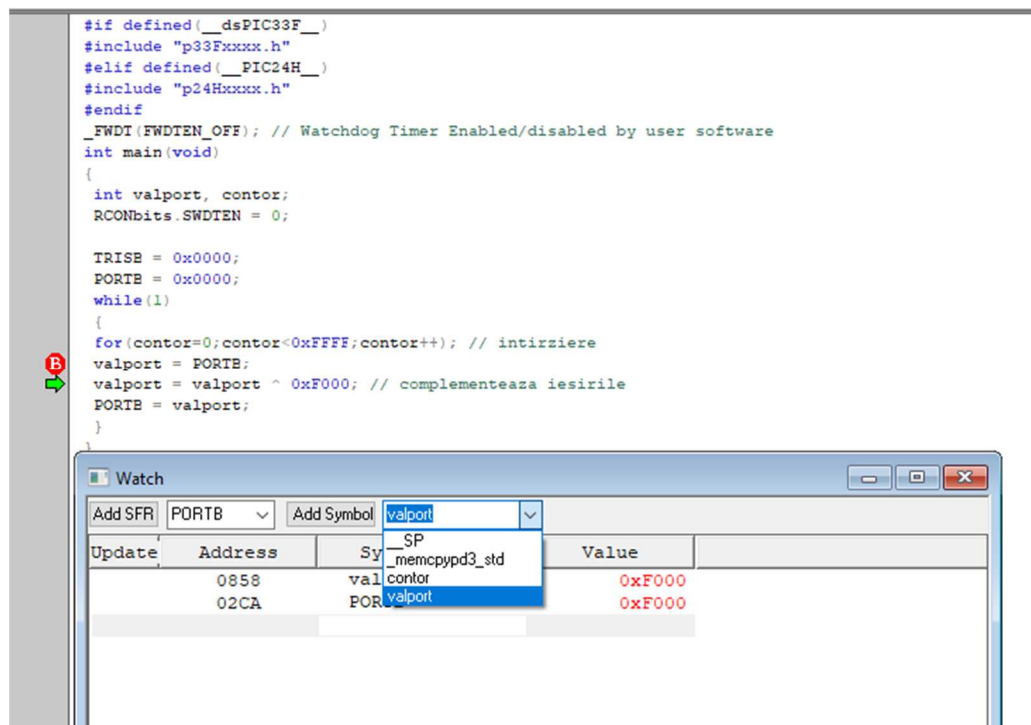 #if defined(__dsPIC33F__)
#include "p33Fxxxx.h"
#elif defined(__PIC24H__)
#include "p24Hxxxx.h"
#endif
_FWDT(FWDTEN_OFF); // Watchdog Timer Enabled/disabled by user software
int main(void)
{
int valport, contor;
RCONbits.SWDTEN = 0;
TRISB = 0x0000;
PORTB = 0x0000;
while(1)
{
for(contor=0;contor<0xFFFF;contor++); // intirziere
B valport = PORTB;
valport = valport ^ 0xF000; // complementeaza iesirile
PORTB = valport;
}
}
Watch
Add SFR PORTB Add Symbol valport
Update Address Sy Value
__SP
_memcpypd3_std
contor
valport
0858 val 0xF000
02CA 0xF000